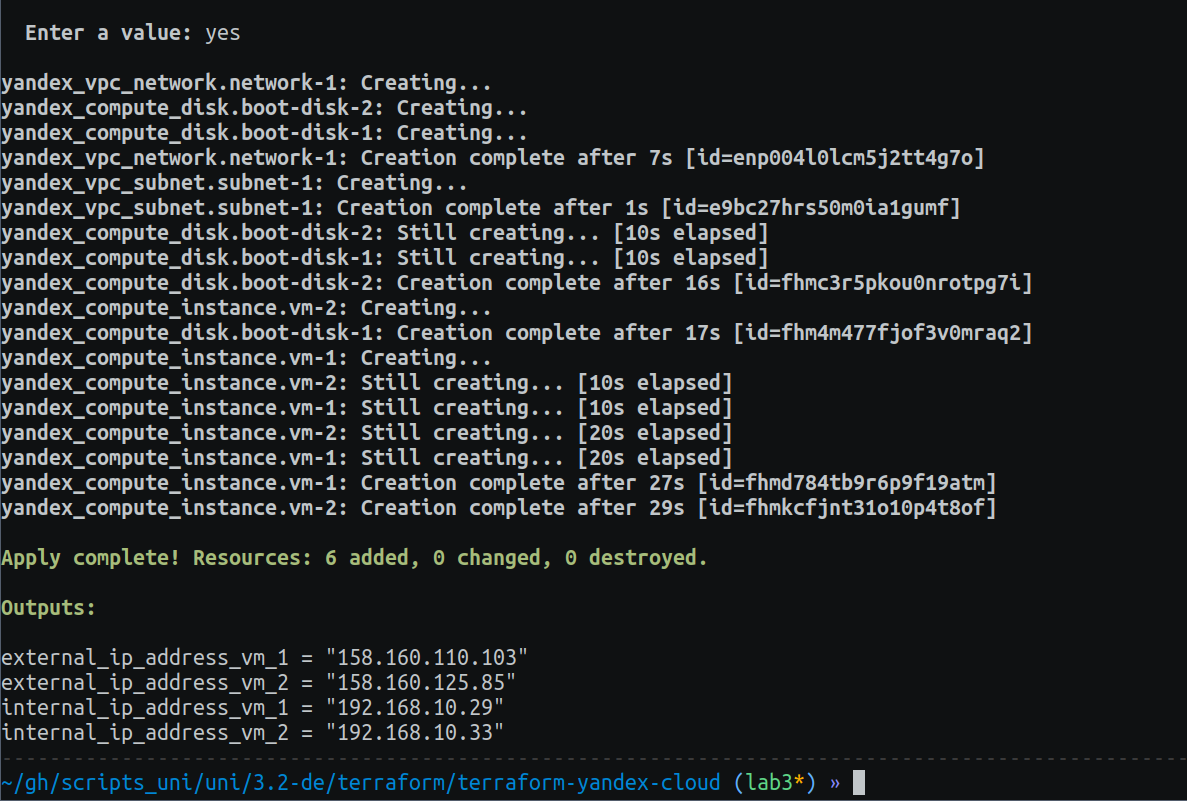 Enter a value: yes
yandex_vpc_network.network-1: Creating...
yandex_compute_disk.boot-disk-2: Creating...
yandex_compute_disk.boot-disk-1: Creating...
yandex_vpc_network.network-1: Creation complete after 7s [id=enp004l0lcm5j2tt4g7o]
yandex_vpc_subnet.subnet-1: Creating...
yandex_vpc_subnet.subnet-1: Creation complete after 1s [id=e9bc27hrs50m0ia1gumf]
yandex_compute_disk.boot-disk-2: Still creating... [10s elapsed]
yandex_compute_disk.boot-disk-1: Still creating... [10s elapsed]
yandex_compute_disk.boot-disk-2: Creation complete after 16s [id=fhmc3r5pkou0nrotpg7i]
yandex_compute_instance.vm-2: Creating...
yandex_compute_disk.boot-disk-1: Creation complete after 17s [id=fhm4m477fjof3v0mraq2]
yandex_compute_instance.vm-1: Creating...
yandex_compute_instance.vm-2: Still creating... [10s elapsed]
yandex_compute_instance.vm-1: Still creating... [10s elapsed]
yandex_compute_instance.vm-2: Still creating... [20s elapsed]
yandex_compute_instance.vm-1: Still creating... [20s elapsed]
yandex_compute_instance.vm-1: Creation complete after 27s [id=fhmd784tb9r6p9f19atm]
yandex_compute_instance.vm-2: Creation complete after 29s [id=fhmkcfjnt31o10p4t8of]
Apply complete! Resources: 6 added, 0 changed, 0 destroyed.
Outputs:
external_ip_address_vm_1 = "158.160.110.103"
external_ip_address_vm_2 = "158.160.125.85"
internal_ip_address_vm_1 = "192.168.10.29"
internal_ip_address_vm_2 = "192.168.10.33"
~/gh/scripts_uni/uni/3.2-de/terraform/terraform-yandex-cloud (lab3*) »